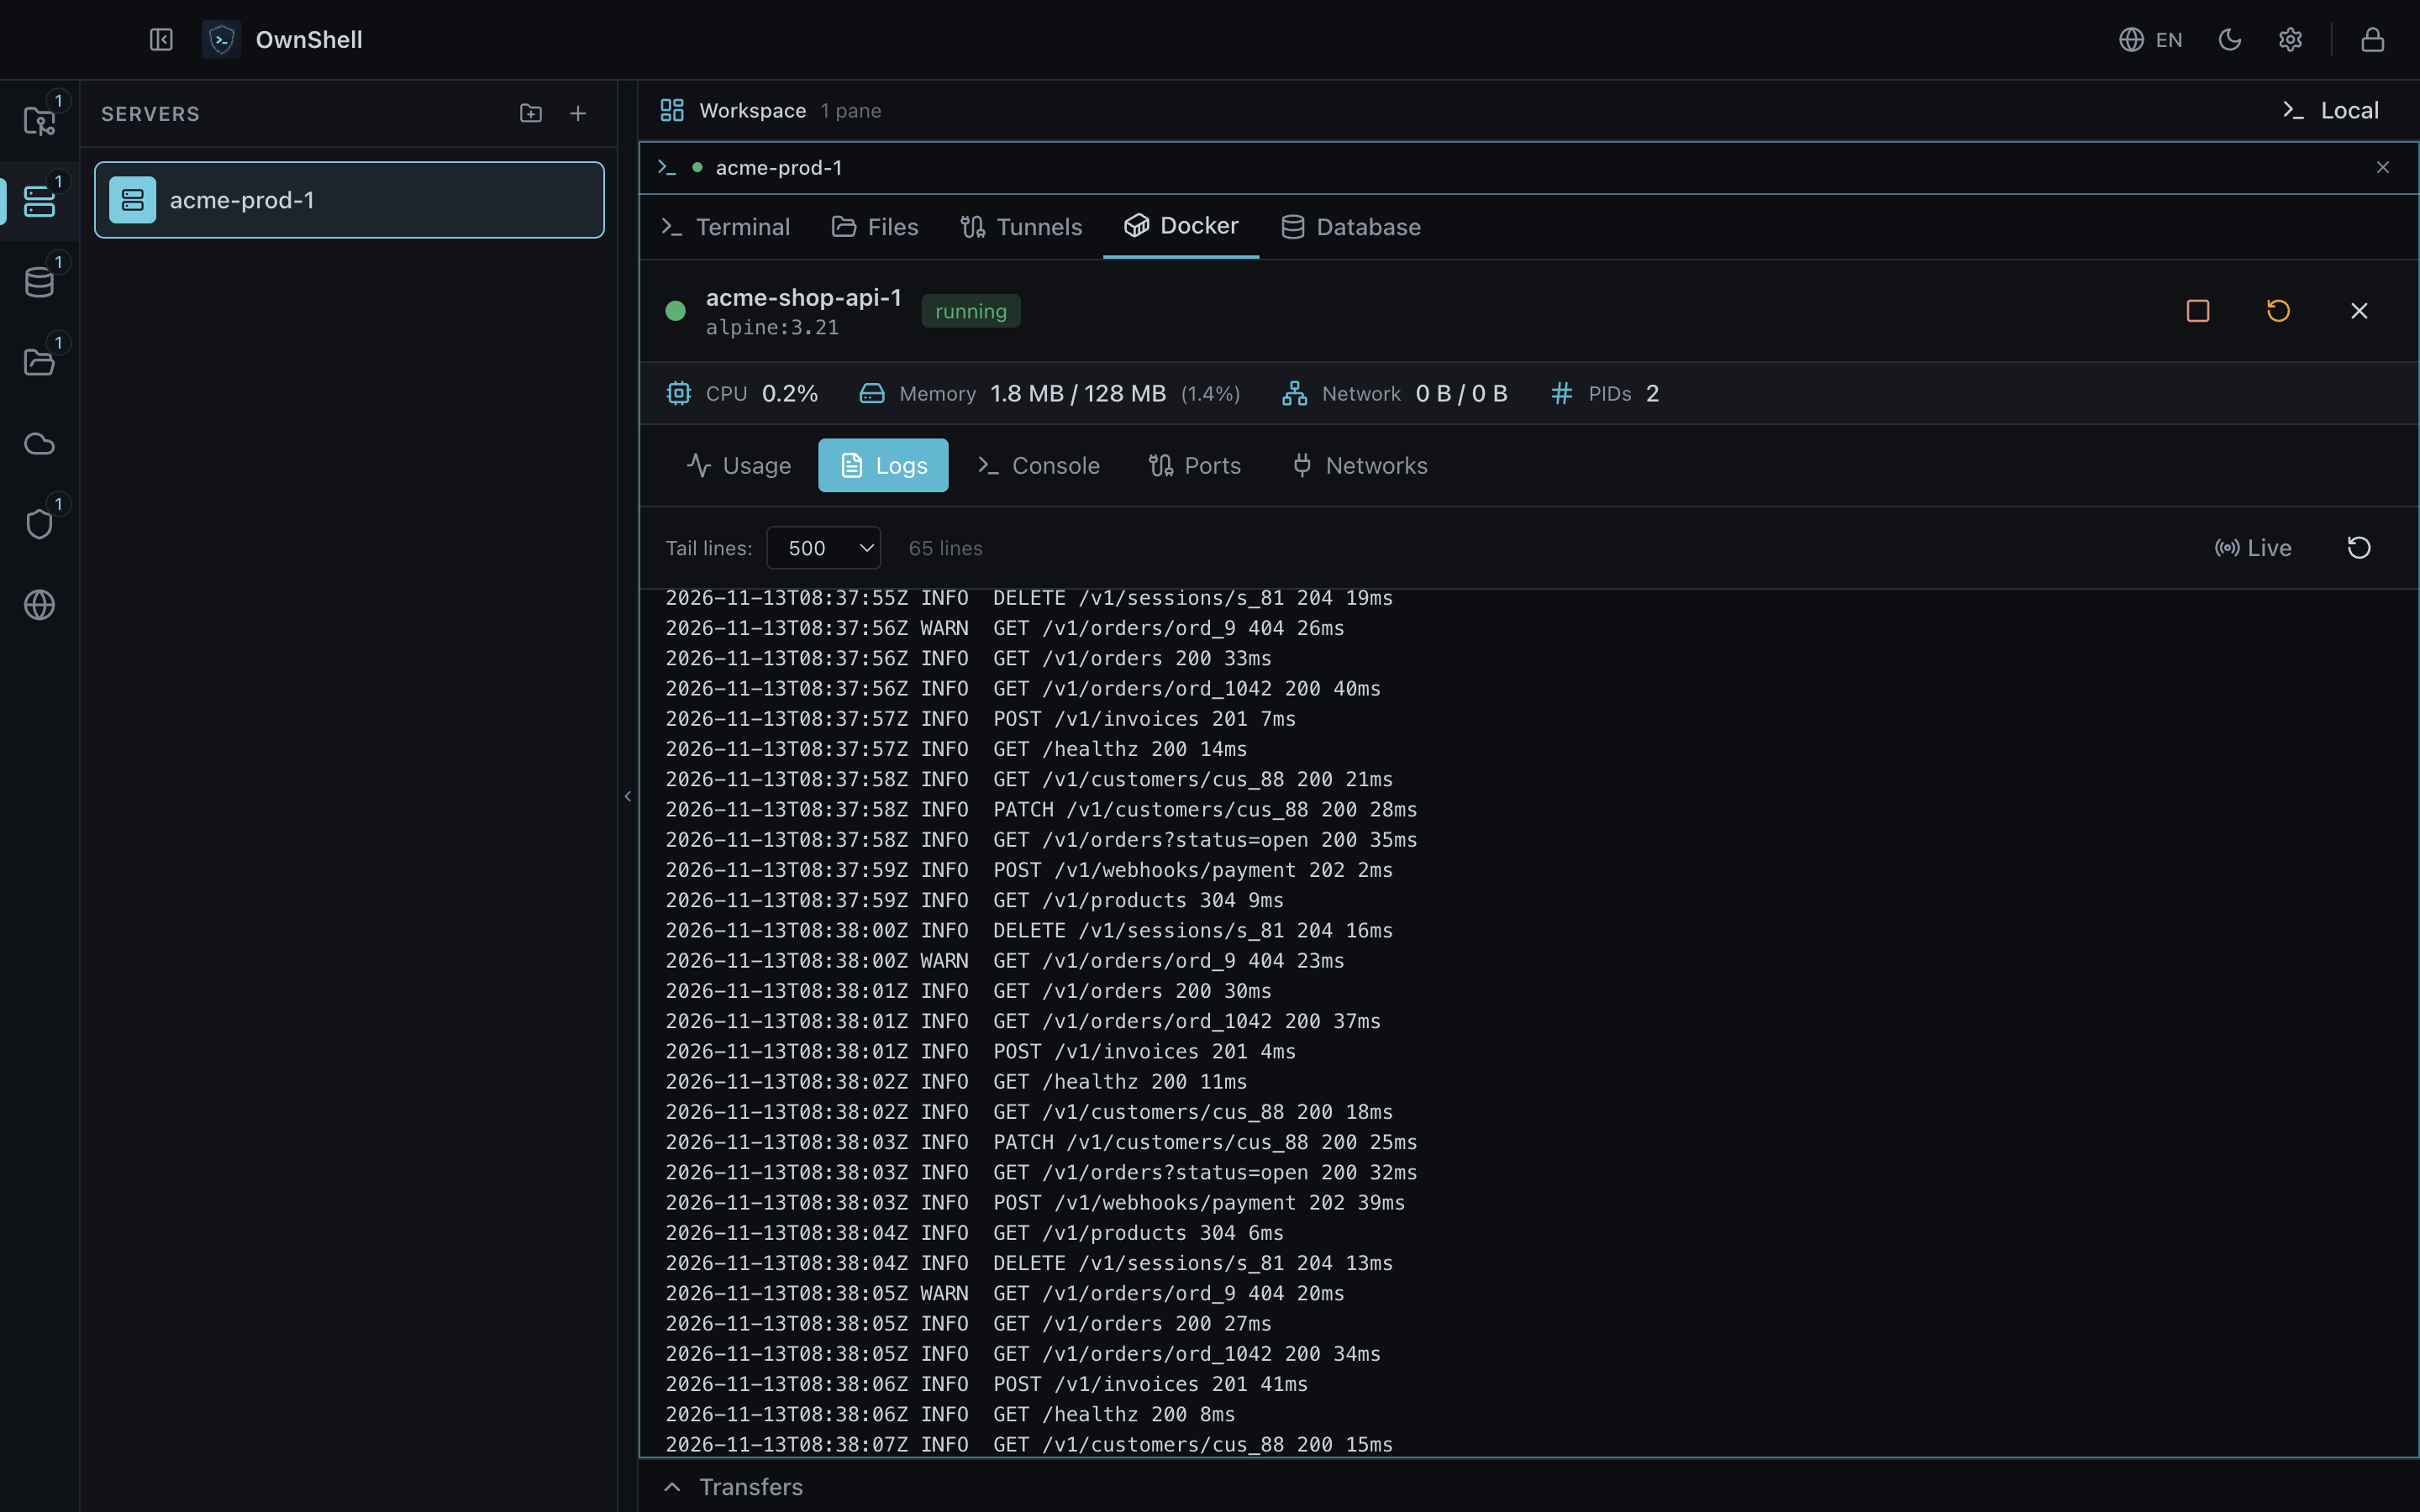 OwnShell
EN
1
SERVERS
Workspace 1 pane
Local
1
acme-prod-1
acme-prod-1
1
Terminal Files Tunnels Docker Database
1
acme-shop-api-1
running
alpine:3.21
CPU 0.2% Memory 1.8 MB / 128 MB (1.4%) Network 0 B / 0 B # PIDs 2
Usage Logs Console Ports Networks
1
Tail lines: 500 65 lines
Live
2026-11-13T08:37:55Z INFO DELETE /v1/sessions/s_81 204 19ms
2026-11-13T08:37:56Z WARN GET /v1/orders/ord_9 404 26ms
2026-11-13T08:37:56Z INFO GET /v1/orders 200 33ms
2026-11-13T08:37:56Z INFO GET /v1/orders/ord_1042 200 40ms
2026-11-13T08:37:57Z INFO POST /v1/invoices 201 7ms
2026-11-13T08:37:57Z INFO GET /healthz 200 14ms
2026-11-13T08:37:58Z INFO GET /v1/customers/cus_88 200 21ms
2026-11-13T08:37:58Z INFO PATCH /v1/customers/cus_88 200 28ms
2026-11-13T08:37:58Z INFO GET /v1/orders?status=open 200 35ms
2026-11-13T08:37:59Z INFO POST /v1/webhooks/payment 202 2ms
2026-11-13T08:37:59Z INFO GET /v1/products 304 9ms
2026-11-13T08:38:00Z INFO DELETE /v1/sessions/s_81 204 16ms
2026-11-13T08:38:00Z WARN GET /v1/orders/ord_9 404 23ms
2026-11-13T08:38:01Z INFO GET /v1/orders 200 30ms
2026-11-13T08:38:01Z INFO GET /v1/orders/ord_1042 200 37ms
2026-11-13T08:38:01Z INFO POST /v1/invoices 201 4ms
2026-11-13T08:38:02Z INFO GET /healthz 200 11ms
2026-11-13T08:38:02Z INFO GET /v1/customers/cus_88 200 18ms
2026-11-13T08:38:03Z INFO PATCH /v1/customers/cus_88 200 25ms
2026-11-13T08:38:03Z INFO GET /v1/orders?status=open 200 32ms
2026-11-13T08:38:03Z INFO POST /v1/webhooks/payment 202 39ms
2026-11-13T08:38:04Z INFO GET /v1/products 304 6ms
2026-11-13T08:38:04Z INFO DELETE /v1/sessions/s_81 204 13ms
2026-11-13T08:38:05Z WARN GET /v1/orders/ord_9 404 20ms
2026-11-13T08:38:05Z INFO GET /v1/orders 200 27ms
2026-11-13T08:38:05Z INFO GET /v1/orders/ord_1042 200 34ms
2026-11-13T08:38:06Z INFO POST /v1/invoices 201 41ms
2026-11-13T08:38:06Z INFO GET /healthz 200 8ms
2026-11-13T08:38:07Z INFO GET /v1/customers/cus_88 200 15ms
Transfers